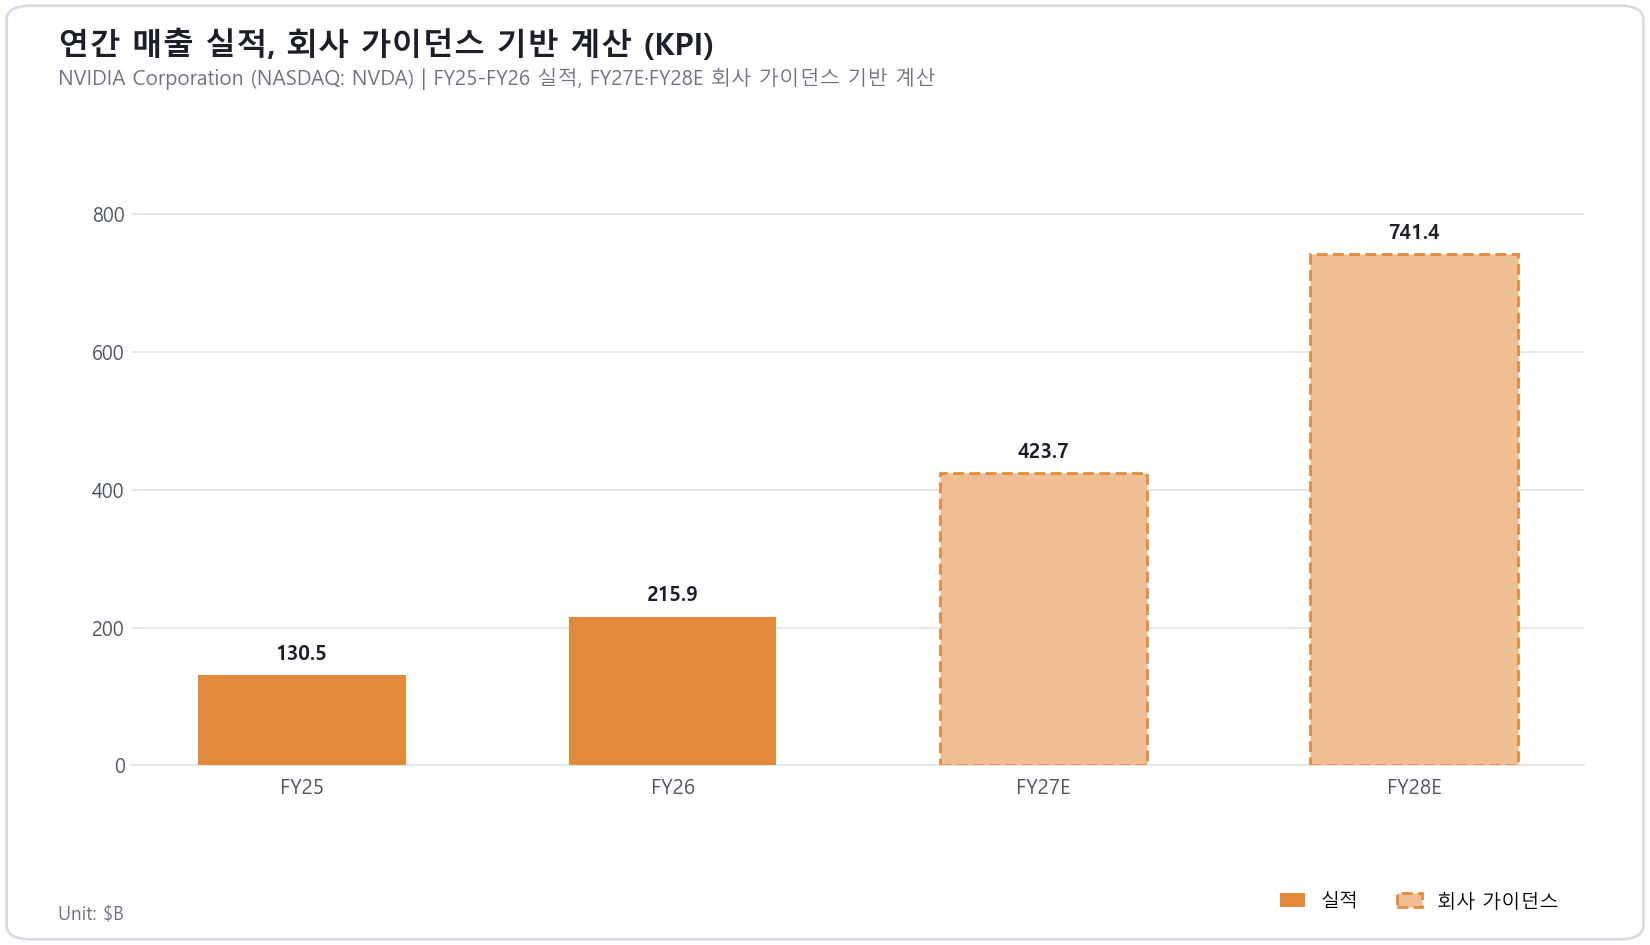 연간 매출 실적, 회사 가이던스 기반 계산 (KPI)
NVIDIA Corporation (NASDAQ: NVDA) | FY25-FY26 실적, FY27E·FY28E 회사 가이던스 기반 계산
800
741.4
600
423.7
400
215.9
200
130.5
0
FY25 FY26 FY27E FY28E
실적 회사 가이던스
Unit: $B